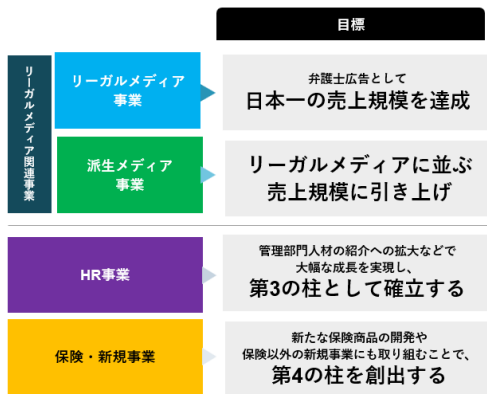 目標
リーガルメディア関連事業
リーガルメディア
事業
弁護士広告として
日本一の売上規模を達成
派生メディア
事業
リーガルメディアに並ぶ
売上規模に引き上げ
HR事業
管理部門人材の紹介への拡大などで
大幅な成長を実現し、
第3の柱として確立する
保険・新規事業
新たな保険商品の開発や
保険以外の新規事業にも取り組むことで、
第4の柱を創出する